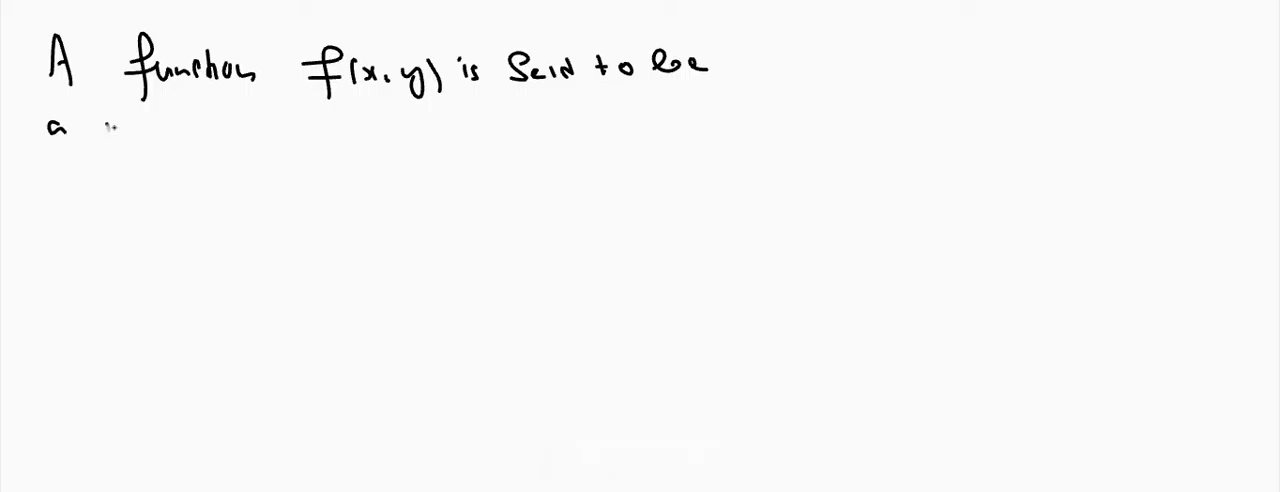 A function f(x, y) is said to be
a